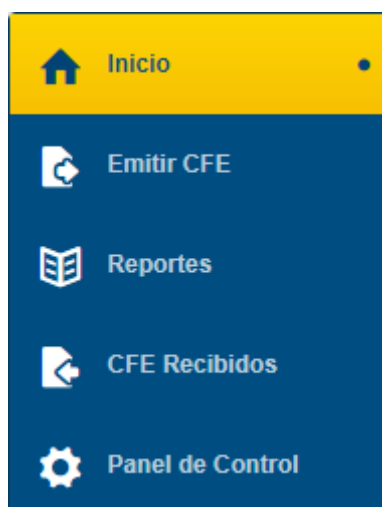 Inicio
Emitir CFE
Reportes
CFE Recibidos
Panel de Control